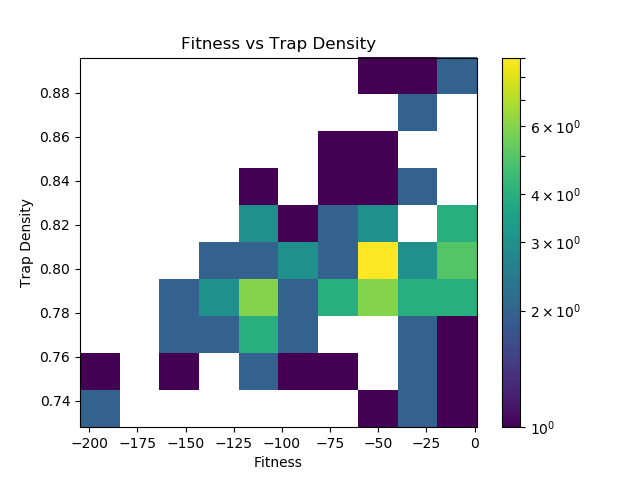 Fitness vs Trap Density
Trap Density
0.88
0.86
0.84
0.82
0.80
0.78
0.76
0.74
−200 −175 −150 −125 −100 −75 −50 −25 0
Fitness
6 × 10⁰
4 × 10⁰
3 × 10⁰
2 × 10⁰
10⁰